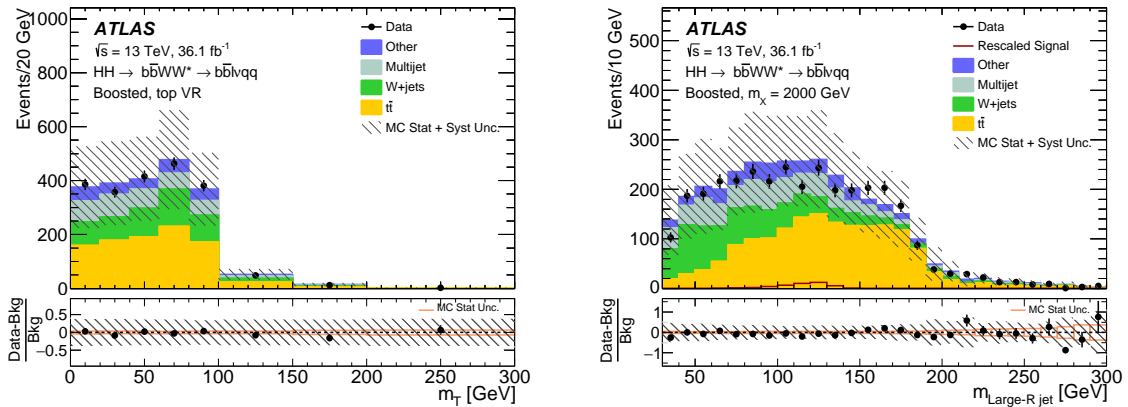 ATLAS
√s = 13 TeV, 36.1 fb⁻¹
HH → bb̅WW* → bb̅lνqq
Boosted, top VR
Data
Other
Multijet
W+jets
tt̅
MC Stat + Syst Unc.
Events/20 GeV
1000
800
600
400
200
0
MC Stat Unc.
Data-Bkg
Bkg
0.5
0
−0.5
0 50 100 150 200 250 300
m_T [GeV]
ATLAS
√s = 13 TeV, 36.1 fb⁻¹
HH → bb̅WW* → bb̅lνqq
Boosted, m_X = 2000 GeV
Data
Rescaled Signal
Other
Multijet
W+jets
tt̅
MC Stat + Syst Unc.
Events/10 GeV
500
400
300
200
100
0
MC Stat Unc.
Data-Bkg
Bkg
1
0
−1
50 100 150 200 250 300
m_Large-R jet [GeV]